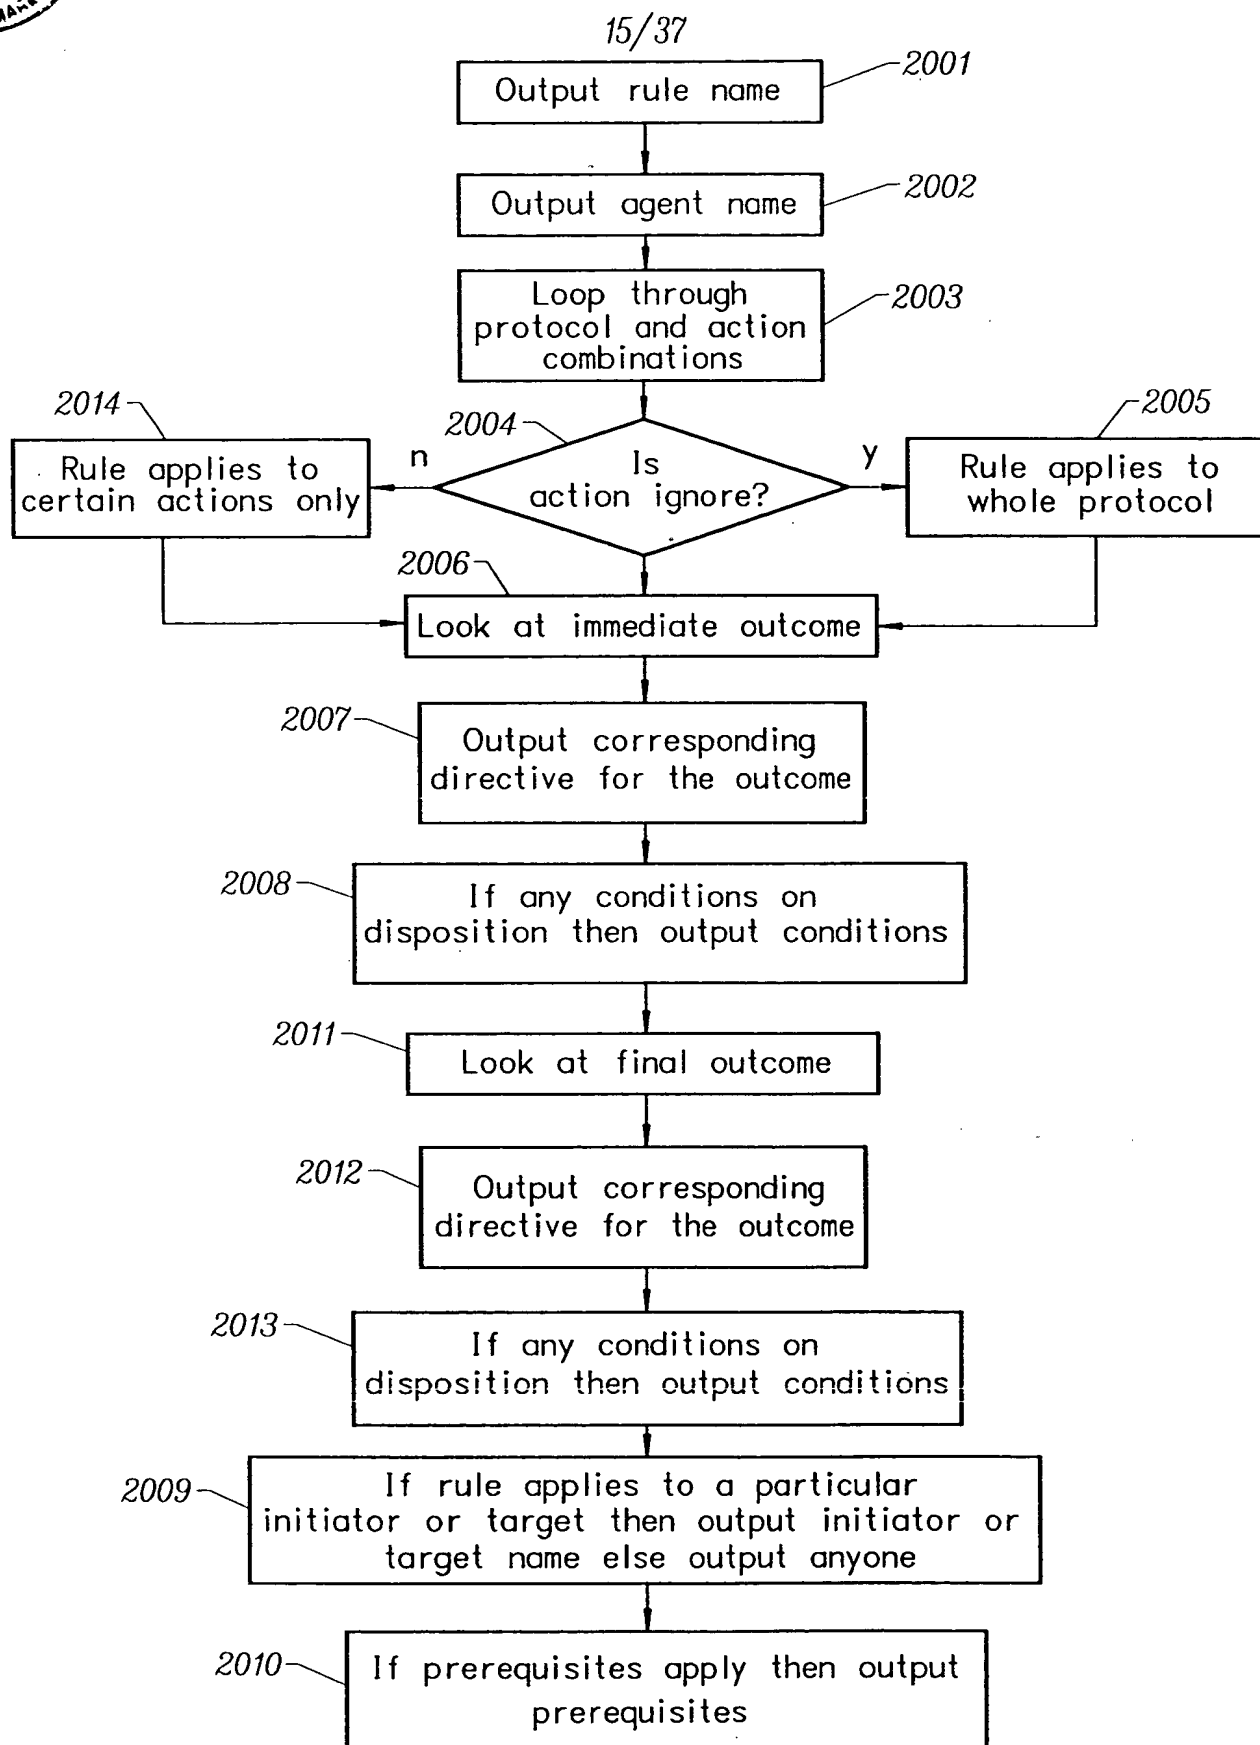 15/37
2001
Output rule name
2002
Output agent name
2003
Loop through
protocol and action
combinations
2014
Rule applies to
certain actions only
2004
n
Is
action ignore?
y
2005
Rule applies to
whole protocol
2006
Look at immediate outcome
2007
Output corresponding
directive for the outcome
2008
If any conditions on
disposition then output conditions
2011
Look at final outcome
2012
Output corresponding
directive for the outcome
2013
If any conditions on
disposition then output conditions
2009
If rule applies to a particular
initiator or target then output initiator or
target name else output anyone
2010
If prerequisites apply then output
prerequisites